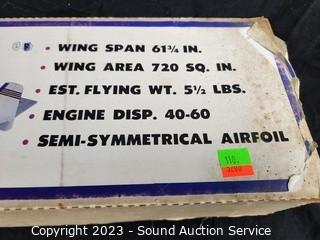 • WING SPAN 61¾ IN.
• WING AREA 720 SQ. IN.
• EST. FLYING WT. 5½ LBS.
• ENGINE DISP. 40-60
• SEMI-SYMMETRICAL AIRFOIL
110.
Copyright 2023 - Sound Auction Service